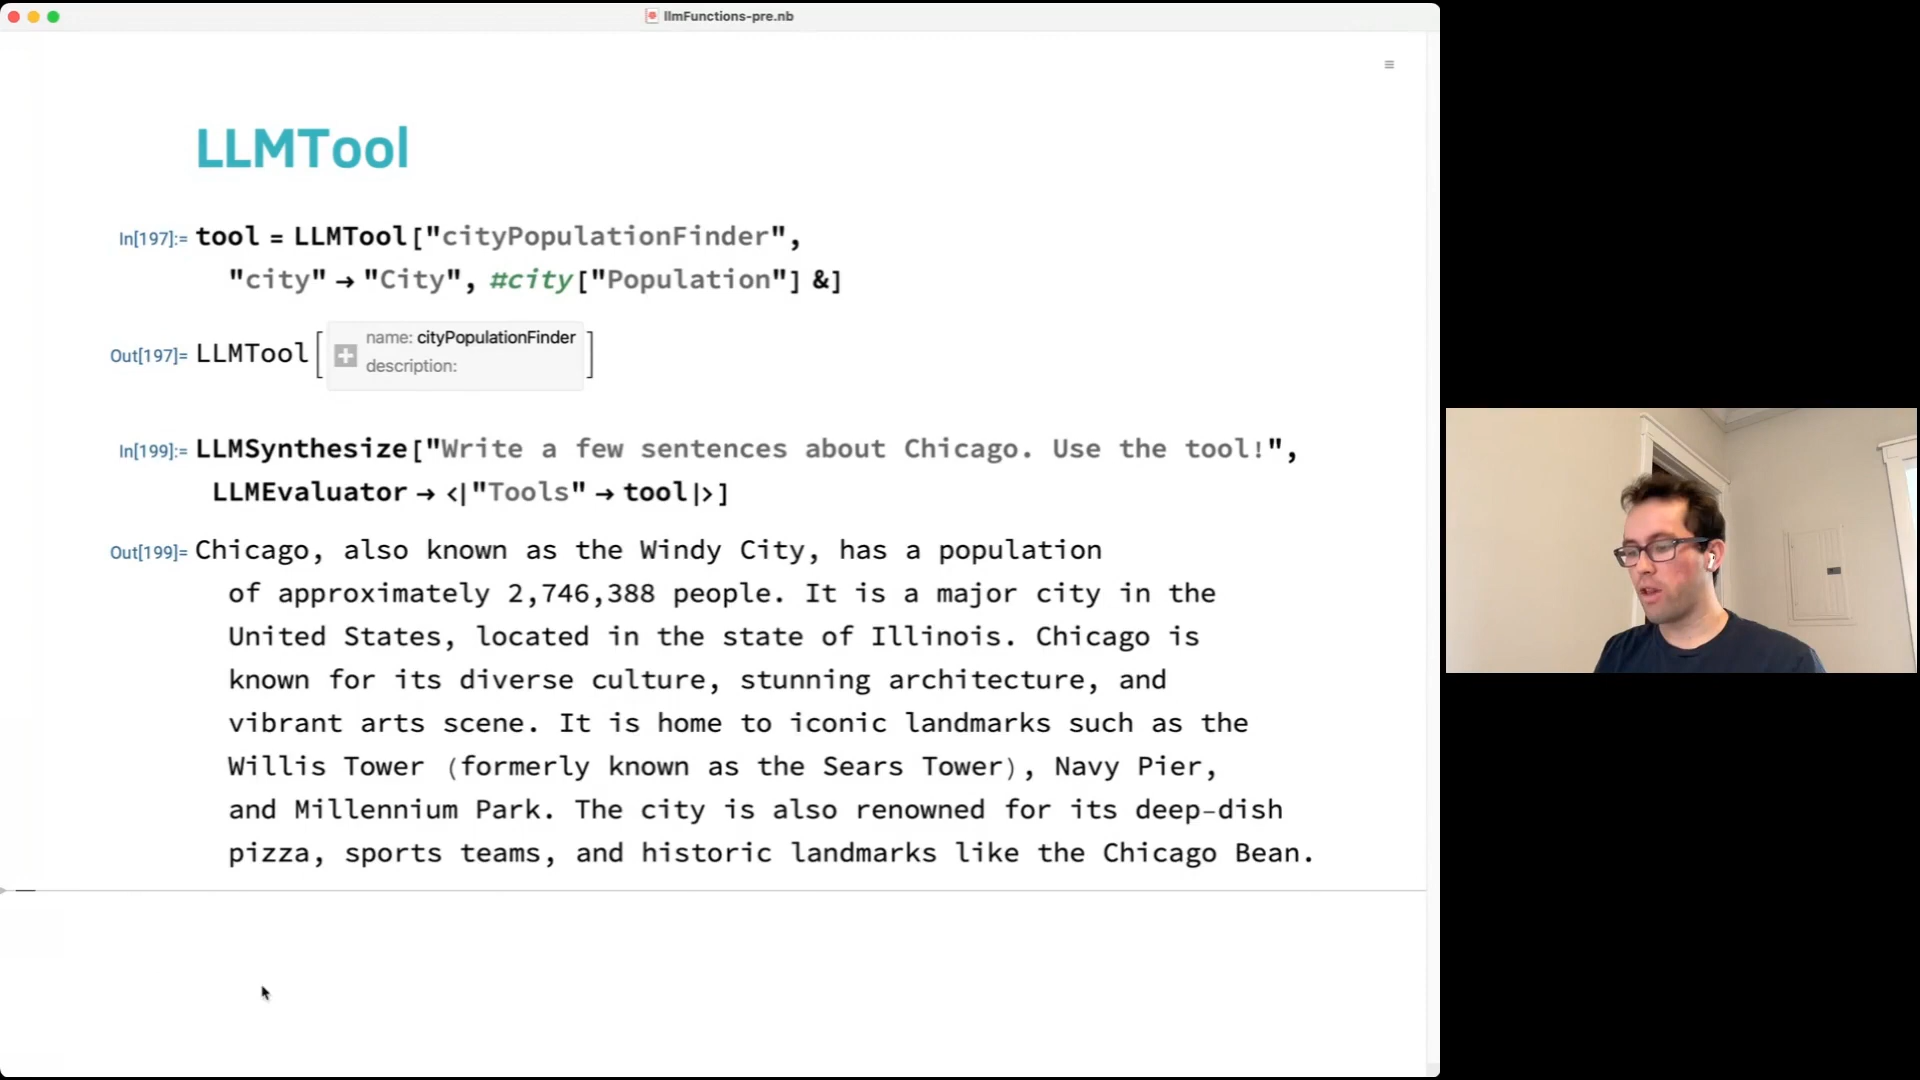 llmFunctions-pre.nb
LLMTool
In[197]:= tool = LLMTool["cityPopulationFinder",
"city" → "City", #city["Population"] &]
Out[197]= LLMTool[
name: cityPopulationFinder
description:
]
In[199]:= LLMSynthesize["Write a few sentences about Chicago. Use the tool!",
LLMEvaluator → <|"Tools" → tool|>]
Out[199]= Chicago, also known as the Windy City, has a population
of approximately 2,746,388 people. It is a major city in the
United States, located in the state of Illinois. Chicago is
known for its diverse culture, stunning architecture, and
vibrant arts scene. It is home to iconic landmarks such as the
Willis Tower (formerly known as the Sears Tower), Navy Pier,
and Millennium Park. The city is also renowned for its deep-dish
pizza, sports teams, and historic landmarks like the Chicago Bean.